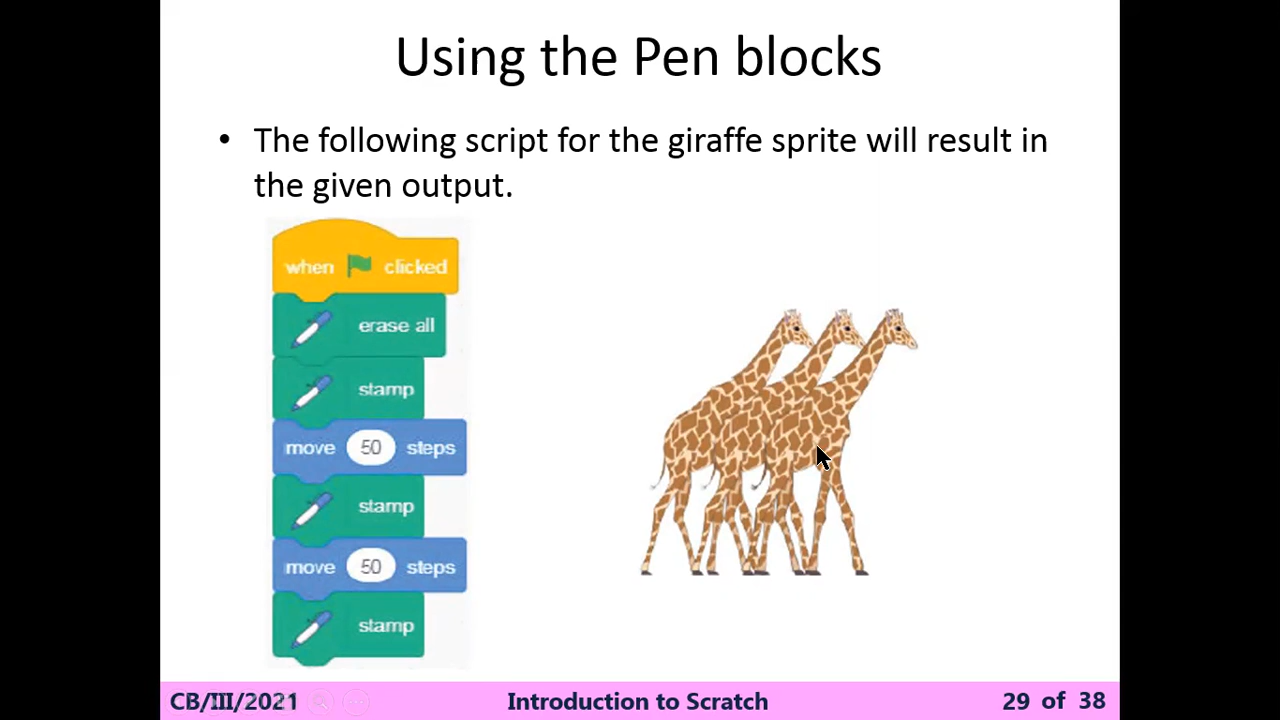 Using the Pen blocks
• The following script for the giraffe sprite will result in
the given output.
when clicked
erase all
stamp
move 50 steps
stamp
move 50 steps
stamp
CB/III/2021 Introduction to Scratch 29 of 38